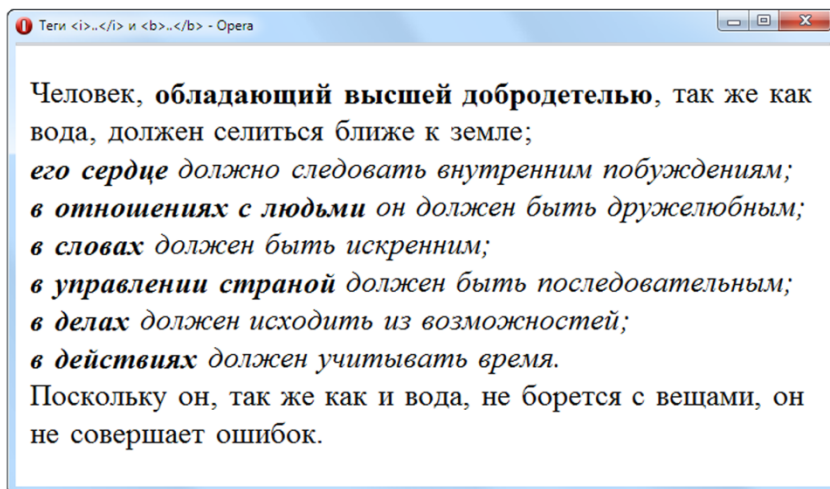 Теги <i>..</i> и <b>..</b> - Opera
Человек, обладающий высшей добродетелью, так же как
вода, должен селиться ближе к земле;
его сердце должно следовать внутренним побуждениям;
в отношениях с людьми он должен быть дружелюбным;
в словах должен быть искренним;
в управлении страной должен быть последовательным;
в делах должен исходить из возможностей;
в действиях должен учитывать время.
Поскольку он, так же как и вода, не борется с вещами, он
не совершает ошибок.